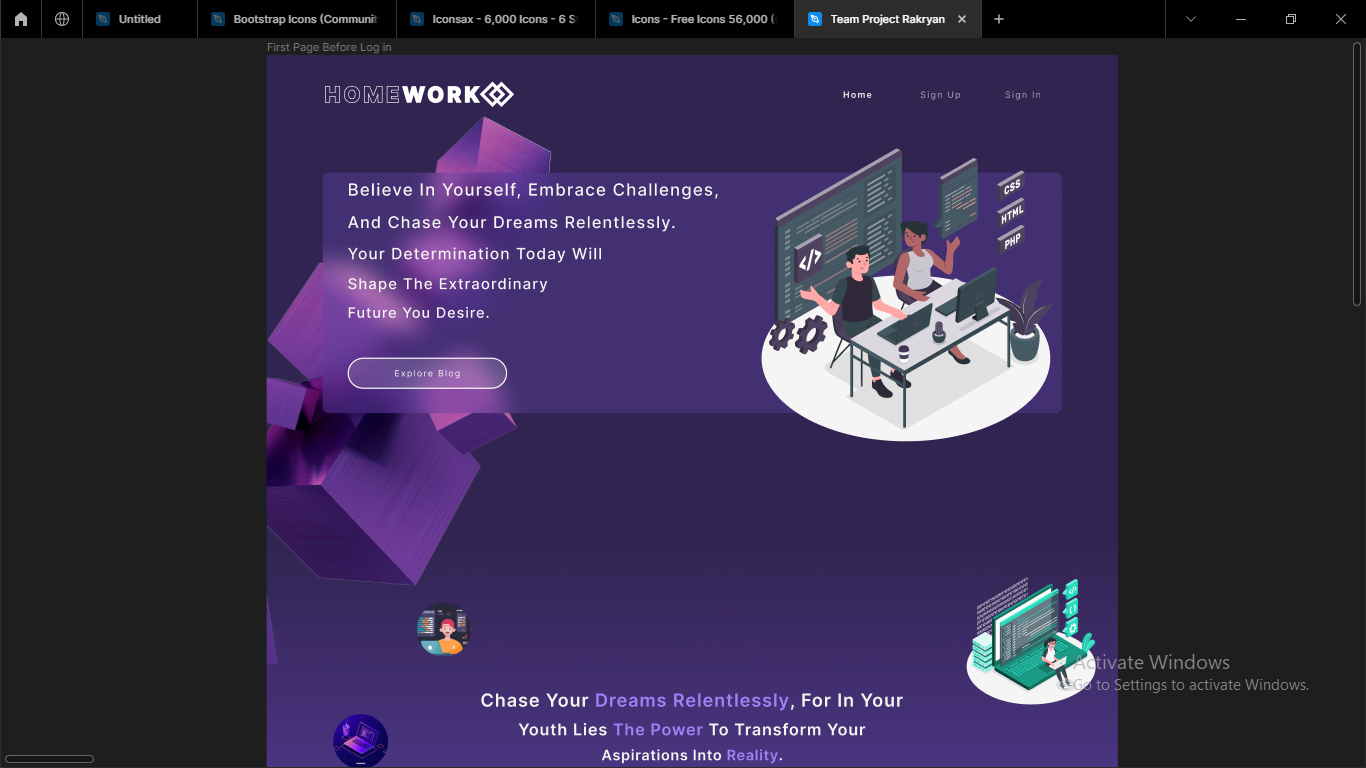 Untitled
Bootstrap Icons (Communit
Iconsax - 6,000 Icons - 6 S
Icons - Free Icons 56,000 (
Team Project Rakryan
First Page Before Log in
HOMEWORK
Home
Sign Up
Sign In
Believe In Yourself, Embrace Challenges,
And Chase Your Dreams Relentlessly.
Your Determination Today Will
Shape The Extraordinary
Future You Desire.
Explore Blog
CSS
HTML
PHP
</>
Activate Windows
Go to Settings to activate Windows.
Chase Your Dreams Relentlessly, For In Your
Youth Lies The Power To Transform Your
Aspirations Into Reality.